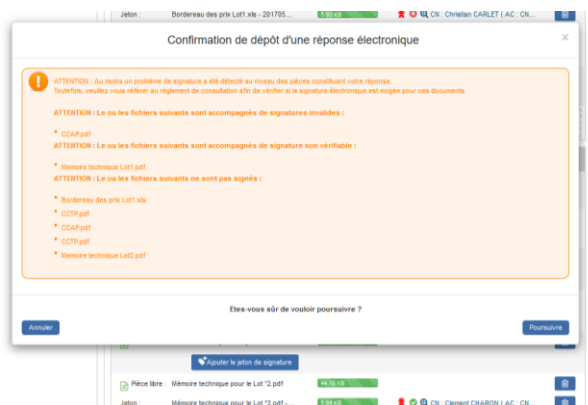 Jeton : Bordereau des prix Lot1.xls - 201705... 5.93 KB CN : Christian CARLET ( AC : CN...
Confirmation de dépôt d'une réponse électronique ×
ATTENTION : Au moins un problème de signature a été détecté au niveau des pièces constituant votre réponse.
Toutefois, veuillez vous référer au règlement de consultation afin de vérifier si la signature électronique est exigée pour ces documents.
ATTENTION : Le ou les fichiers suivants sont accompagnés de signatures invalides :
* CCAP.pdf
ATTENTION : Le ou les fichiers suivants sont accompagnés de signature non vérifiable :
* Memoire technique Lot1.pdf
ATTENTION : Le ou les fichiers suivants ne sont pas signés :
* Bordereau des prix Lot1.xls
* CCTP.pdf
* CCAP.pdf
* CCTP.pdf
* Memoire technique Lot2.pdf
Etes-vous sûr de vouloir poursuivre ?
Annuler Poursuivre
Ajouter le jeton de signature
Pièce libre : Mémoire technique pour le Lot "2.pdf 44.16 KB
Jeton : Mémoire technique pour le Lot "2.pdf -... 5.94 KB CN : Clement CHARON ( AC : CN...